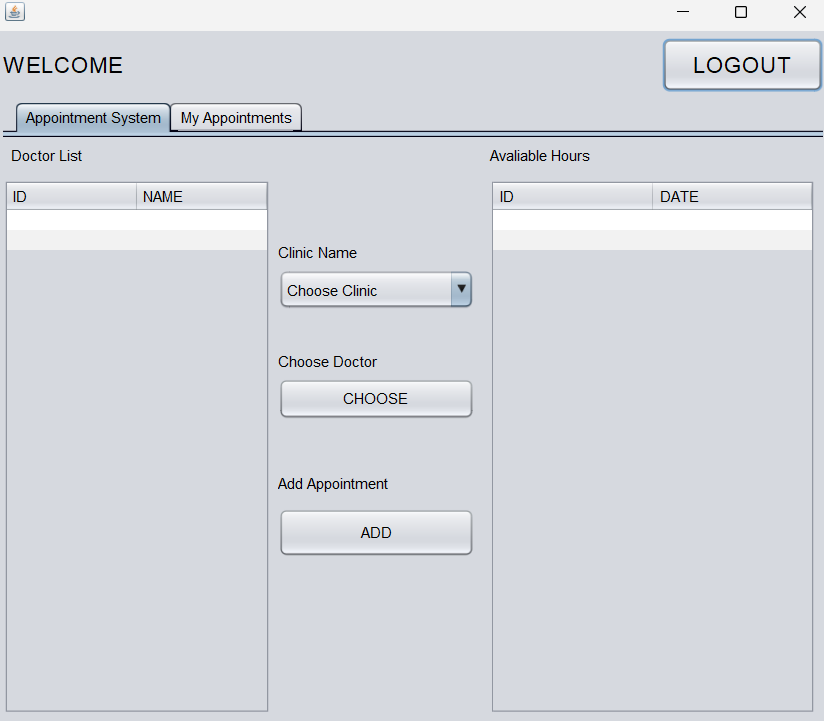 WELCOME
LOGOUT
Appointment System
My Appointments
Doctor List
Avaliable Hours
ID NAME
ID DATE
Clinic Name
Choose Clinic
Choose Doctor
CHOOSE
Add Appointment
ADD